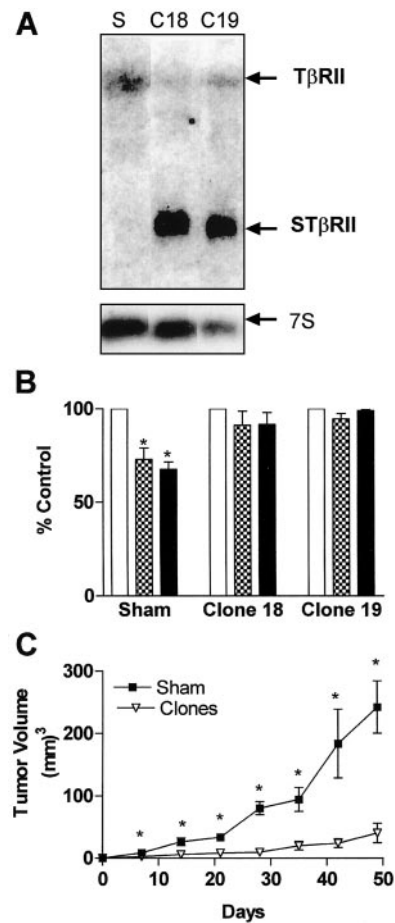 A
S C18 C19
TβRII
STβRII
7S
B
100
50
0
% Control
* *
Sham Clone 18 Clone 19
C
300
200
100
0
Tumor Volume
(mm)³
Sham
Clones
* * * * * * *
0 10 20 30 40 50
Days